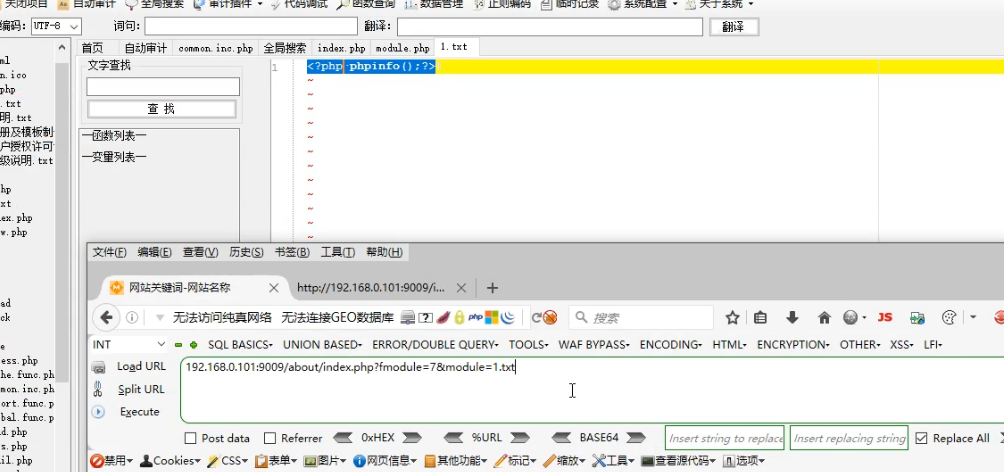 关闭项目 自动审计 全局搜索 审计插件 代码调试 函数查询 数据管理 正则编码 临时记录 系统配置 关于系统
编码: UTF-8 词句: 翻译: 翻译
首页 自动审计 common.inc.php 全局搜索 index.php module.php 1.txt
文字查找
查 找
一函数列表一
一变量列表一
1 <?php phpinfo();?>
~
~
~
~
~
~
~
~
~
~
~
~
ml
n.ico
php
.txt
明.txt
册及模板制
户授权许可
级说明.txt
hp
xt
ex.php
w.php
ad
ck
e
ess.php
he.func.p
mon.inc.ph
ort.func.p
bal.func.p
d.php
s.php
il.php
文件(F) 编辑(E) 查看(V) 历史(S) 书签(B) 工具(T) 帮助(H)
网站关键词-网站名称 http://192.168.0.101:9009/i...
无法访问纯真网络 无法连接GEO数据库 php 搜索 JS
INT SQL BASICS UNION BASED ERROR/DOUBLE QUERY TOOLS WAF BYPASS ENCODING HTML ENCRYPTION OTHER XSS LFI
Load URL 192.168.0.101:9009/about/index.php?fmodule=7&module=1.txt
Split URL
Execute
Post data Referrer 0xHEX %URL BASE64 Insert string to replace Insert replacing string Replace All
禁用 Cookies CSS 表单 图片 网页信息 其他功能 标记 缩放 工具 查看源代码 选项